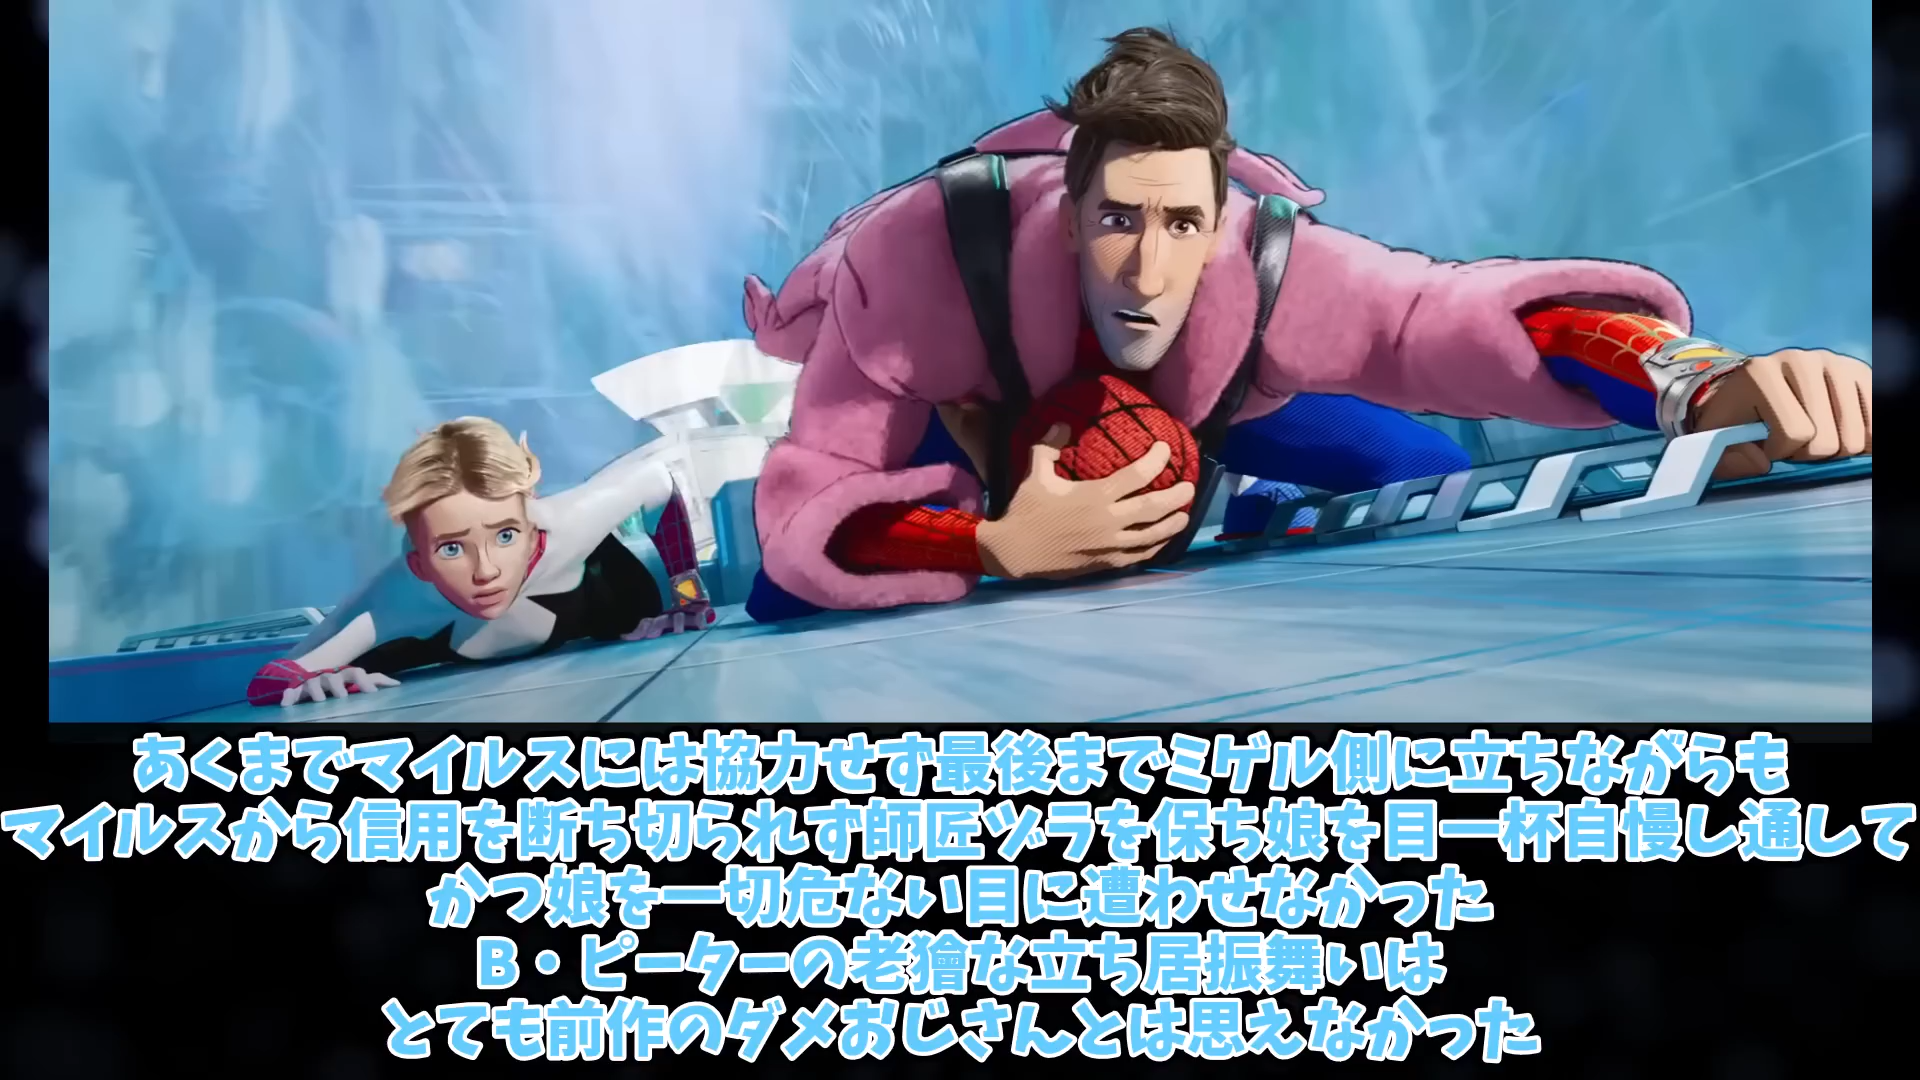 あくまでマイルスには協力せず最後までミゲル側に立ちながらも
マイルスから信用を断ち切られず師匠ヅラを保ち娘を目一杯自慢し通して
かつ娘を一切危ない目に遭わせなかった
B・ピーターの老獪な立ち居振舞いは
とても前作のダメおじさんとは思えなかった